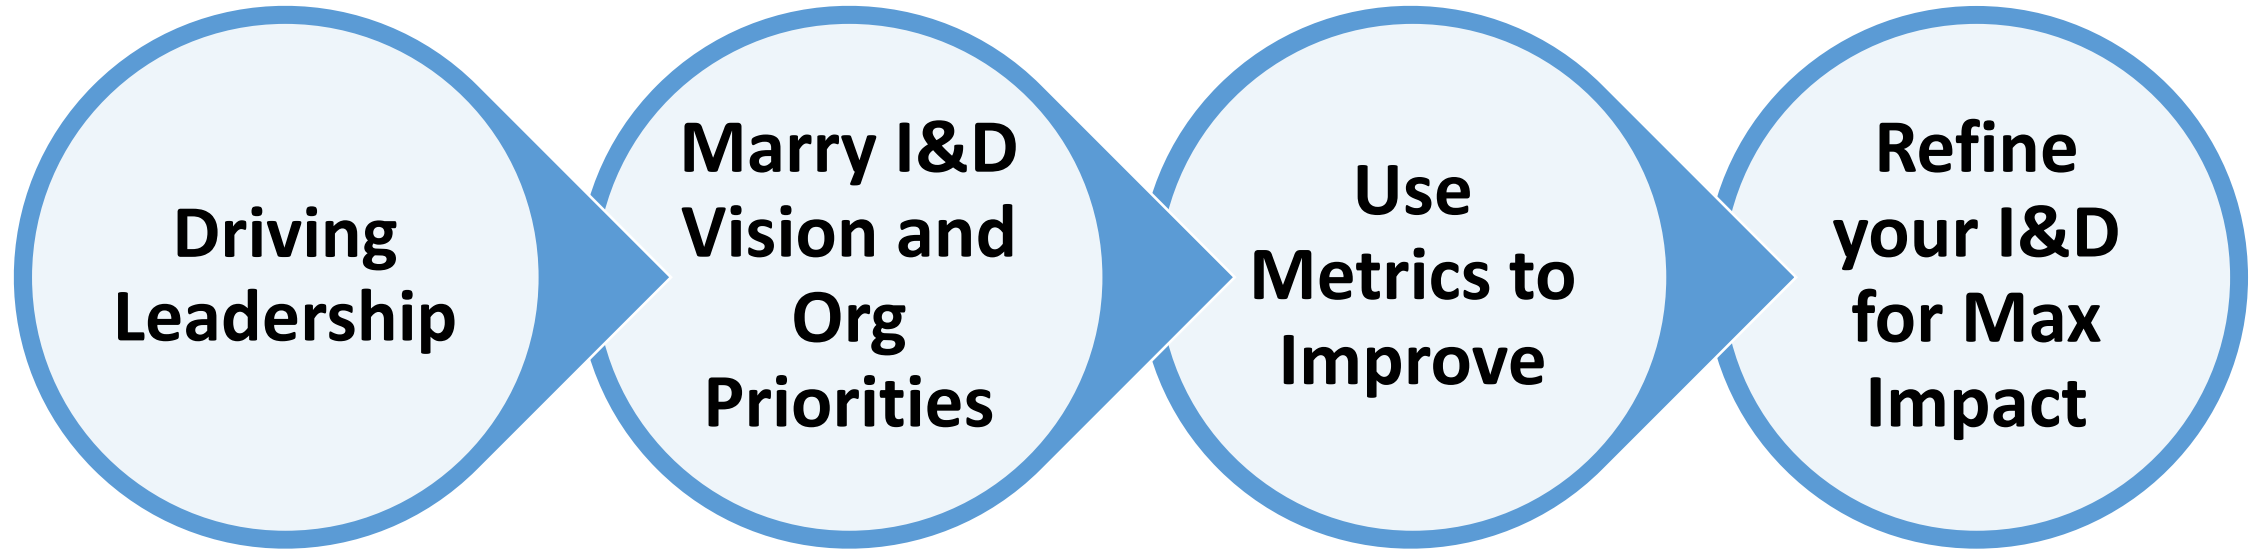 Driving
Leadership
Marry I&D
Vision and
Org
Priorities
Use
Metrics to
Improve
Refine
your I&D
for Max
Impact